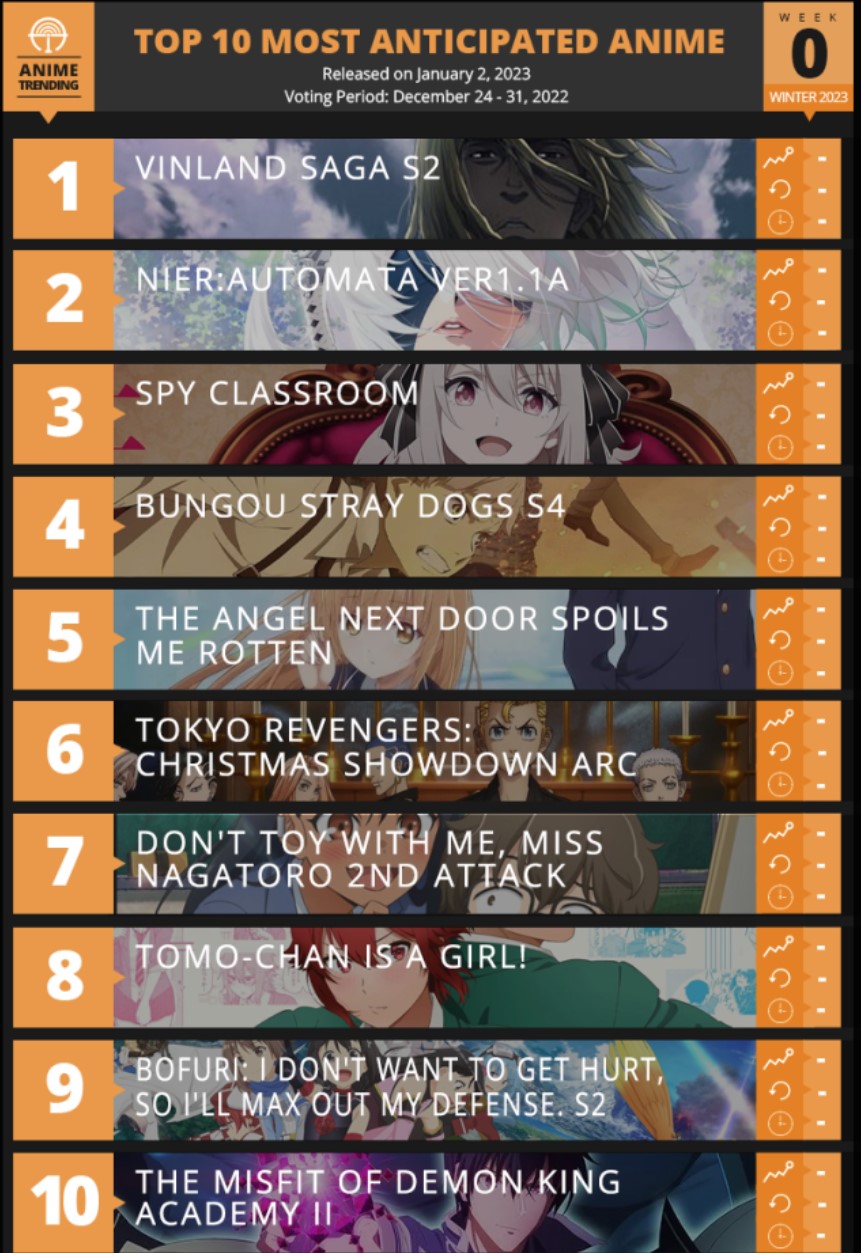 ANIME
TRENDING
TOP 10 MOST ANTICIPATED ANIME
Released on January 2, 2023
Voting Period: December 24 - 31, 2022
WEEK
0
WINTER 2023
1
VINLAND SAGA S2
-
-
-
2
NIER:AUTOMATA VER1.1A
-
-
-
3
SPY CLASSROOM
-
-
-
4
BUNGOU STRAY DOGS S4
-
-
-
5
THE ANGEL NEXT DOOR SPOILS
ME ROTTEN
-
-
-
6
TOKYO REVENGERS:
CHRISTMAS SHOWDOWN ARC
-
-
-
7
DON'T TOY WITH ME, MISS
NAGATORO 2ND ATTACK
-
-
-
8
TOMO-CHAN IS A GIRL!
-
-
-
9
BOFURI: I DON'T WANT TO GET HURT,
SO I'LL MAX OUT MY DEFENSE. S2
-
-
-
10
THE MISFIT OF DEMON KING
ACADEMY II
-
-
-